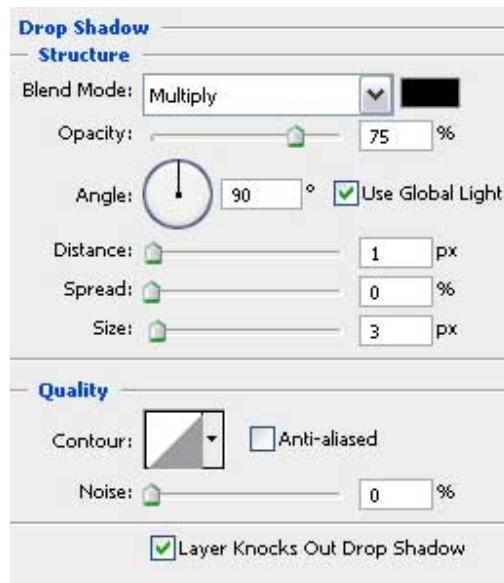 Drop Shadow
Structure
Blend Mode: Multiply
Opacity: 75 %
Angle: 90 ° Use Global Light
Distance: 1 px
Spread: 0 %
Size: 3 px
Quality
Contour: Anti-aliased
Noise: 0 %
Layer Knocks Out Drop Shadow